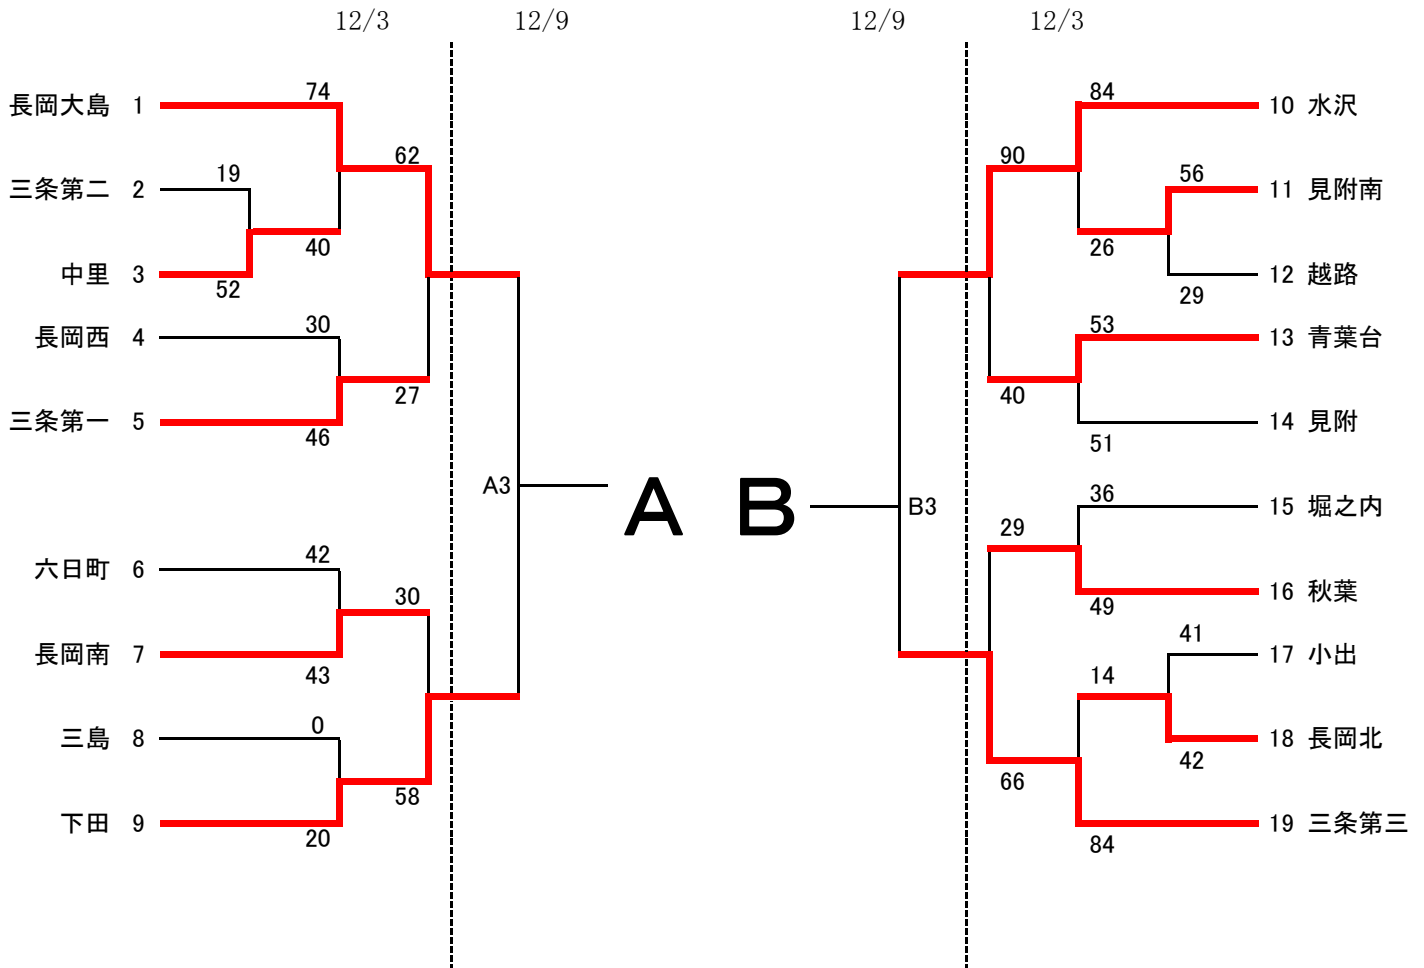 12/3
12/9
12/9
12/3
74
長岡大島 1
62
19
三条第二 2
40
中里 3
52
30
長岡西 4
27
三条第一 5
46
A3
A
42
六日町 6
30
長岡南 7
43
0
三島 8
58
下田 9
20
84
10 水沢
90
56
11 見附南
26
12 越路
29
53
13 青葉台
40
14 見附
51
B
B3
36
15 堀之内
29
16 秋葉
49
41
17 小出
14
18 長岡北
42
66
19 三条第三
84